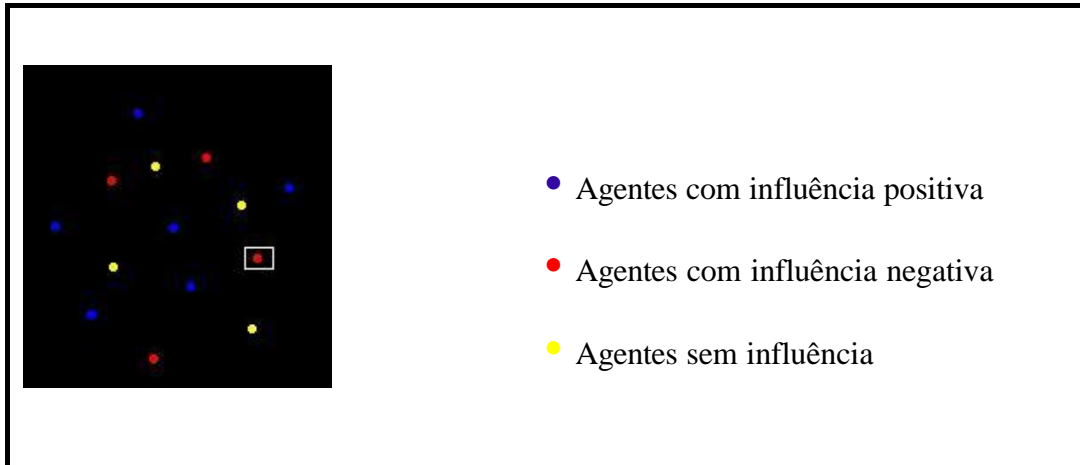 Agentes com influência positiva
Agentes com influência negativa
Agentes sem influência